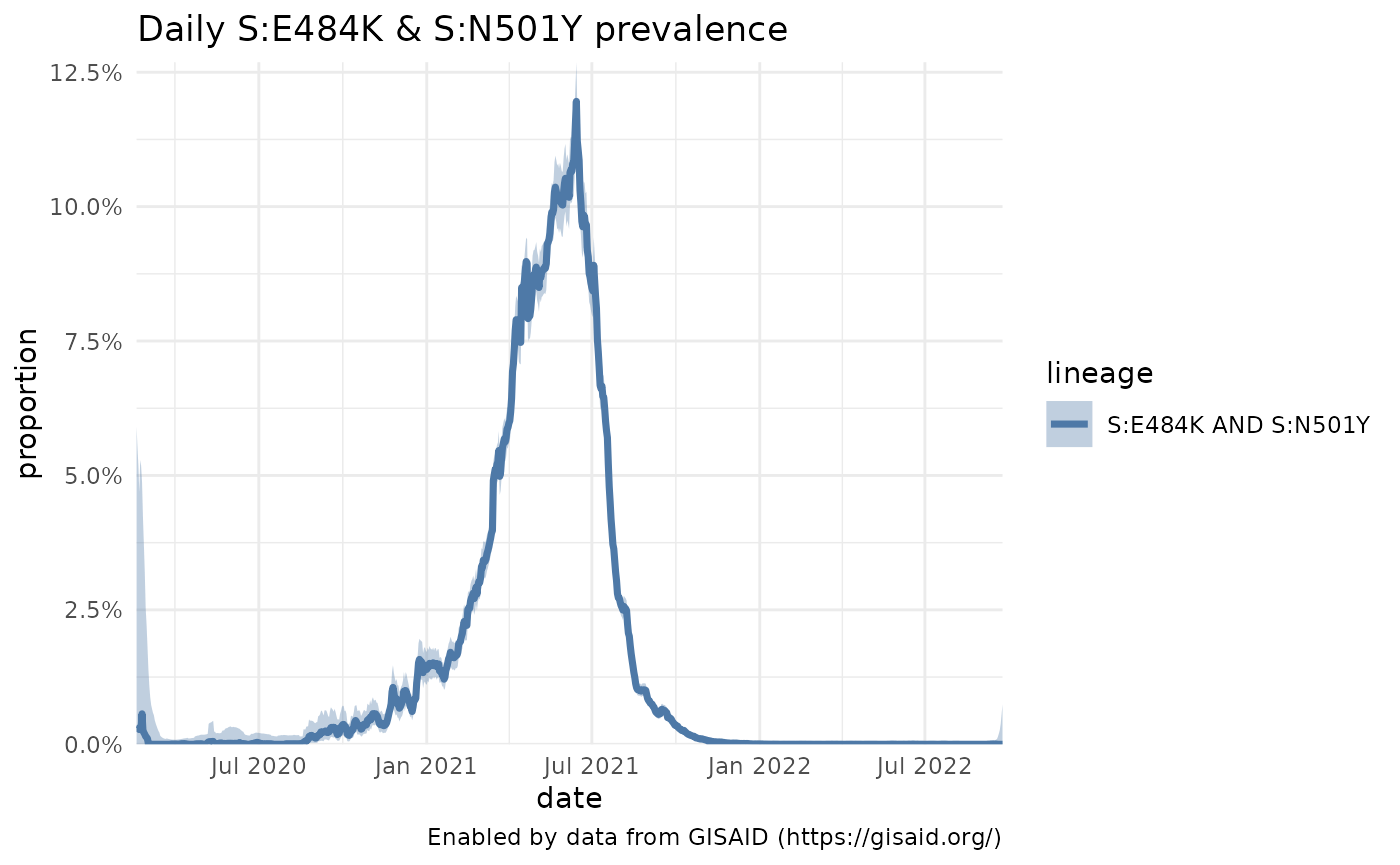 Daily S:E484K & S:N501Y prevalence
12.5%
10.0%
7.5%
5.0%
2.5%
0.0%
proportion
Jul 2020
Jan 2021
Jul 2021
Jan 2022
Jul 2022
date
lineage
S:E484K AND S:N501Y
Enabled by data from GISAID (https://gisaid.org/)